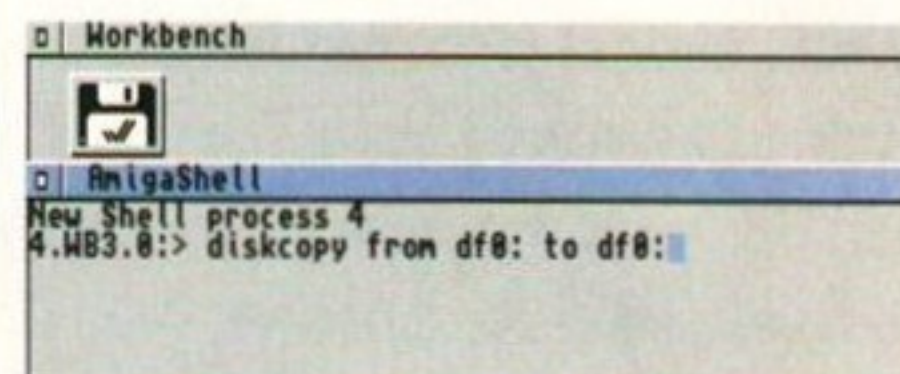 Workbench
AmigaShell
New Shell process 4
4.WB3.0:> diskcopy from df0: to df0: